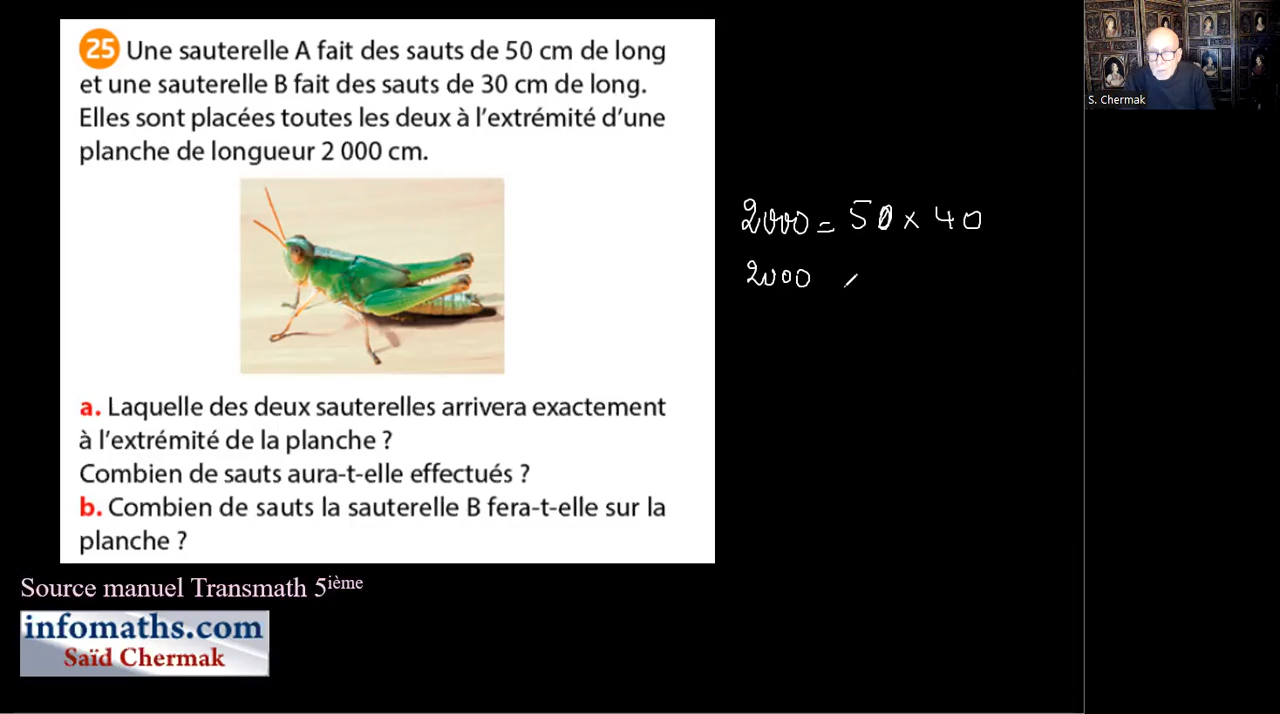 25 Une sauterelle A fait des sauts de 50 cm de long
et une sauterelle B fait des sauts de 30 cm de long.
Elles sont placées toutes les deux à l'extrémité d'une
planche de longueur 2 000 cm.
a. Laquelle des deux sauterelles arrivera exactement
à l'extrémité de la planche ?
Combien de sauts aura-t-elle effectués ?
b. Combien de sauts la sauterelle B fera-t-elle sur la
planche ?
Source manuel Transmath 5ième
infomaths.com
Saïd Chermak
2000 = 50 × 40
2000
S. Chermak